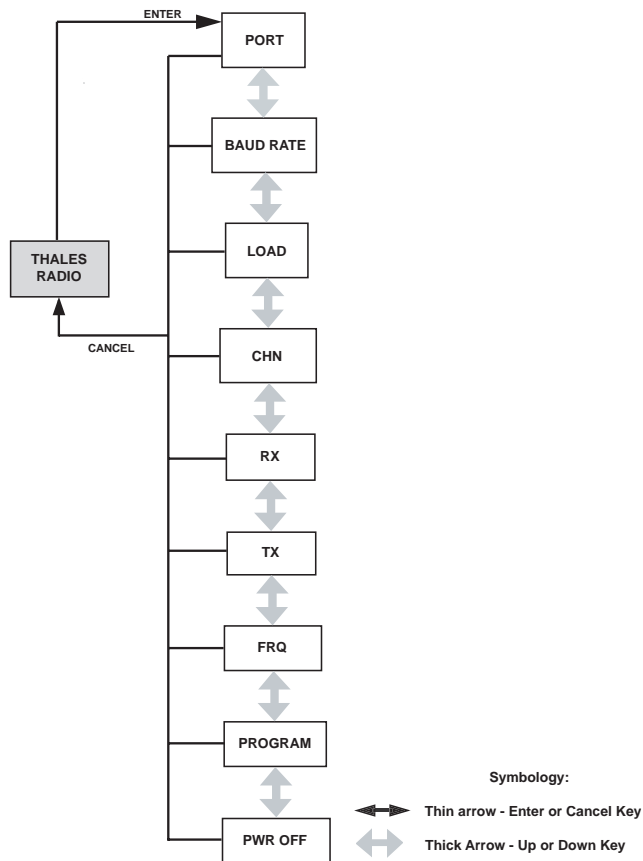 ENTER
PORT
BAUD RATE
LOAD
THALES
RADIO
CANCEL
CHN
RX
TX
FRQ
PROGRAM
PWR OFF
Symbology:
Thin arrow - Enter or Cancel Key
Thick Arrow - Up or Down Key